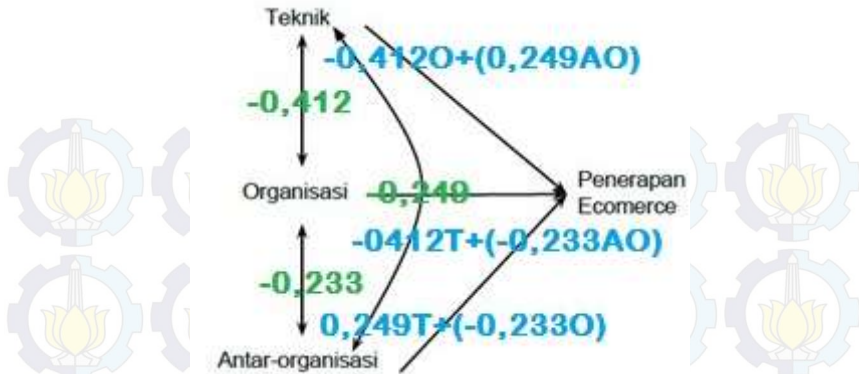 Teknik
-0,412O+(0,249AO)
-0,412
Organisasi
-0,249
Penerapan
Ecomerce
-0412T+(-0,233AO)
-0,233
0,249T+(-0,233O)
Antar-organisasi